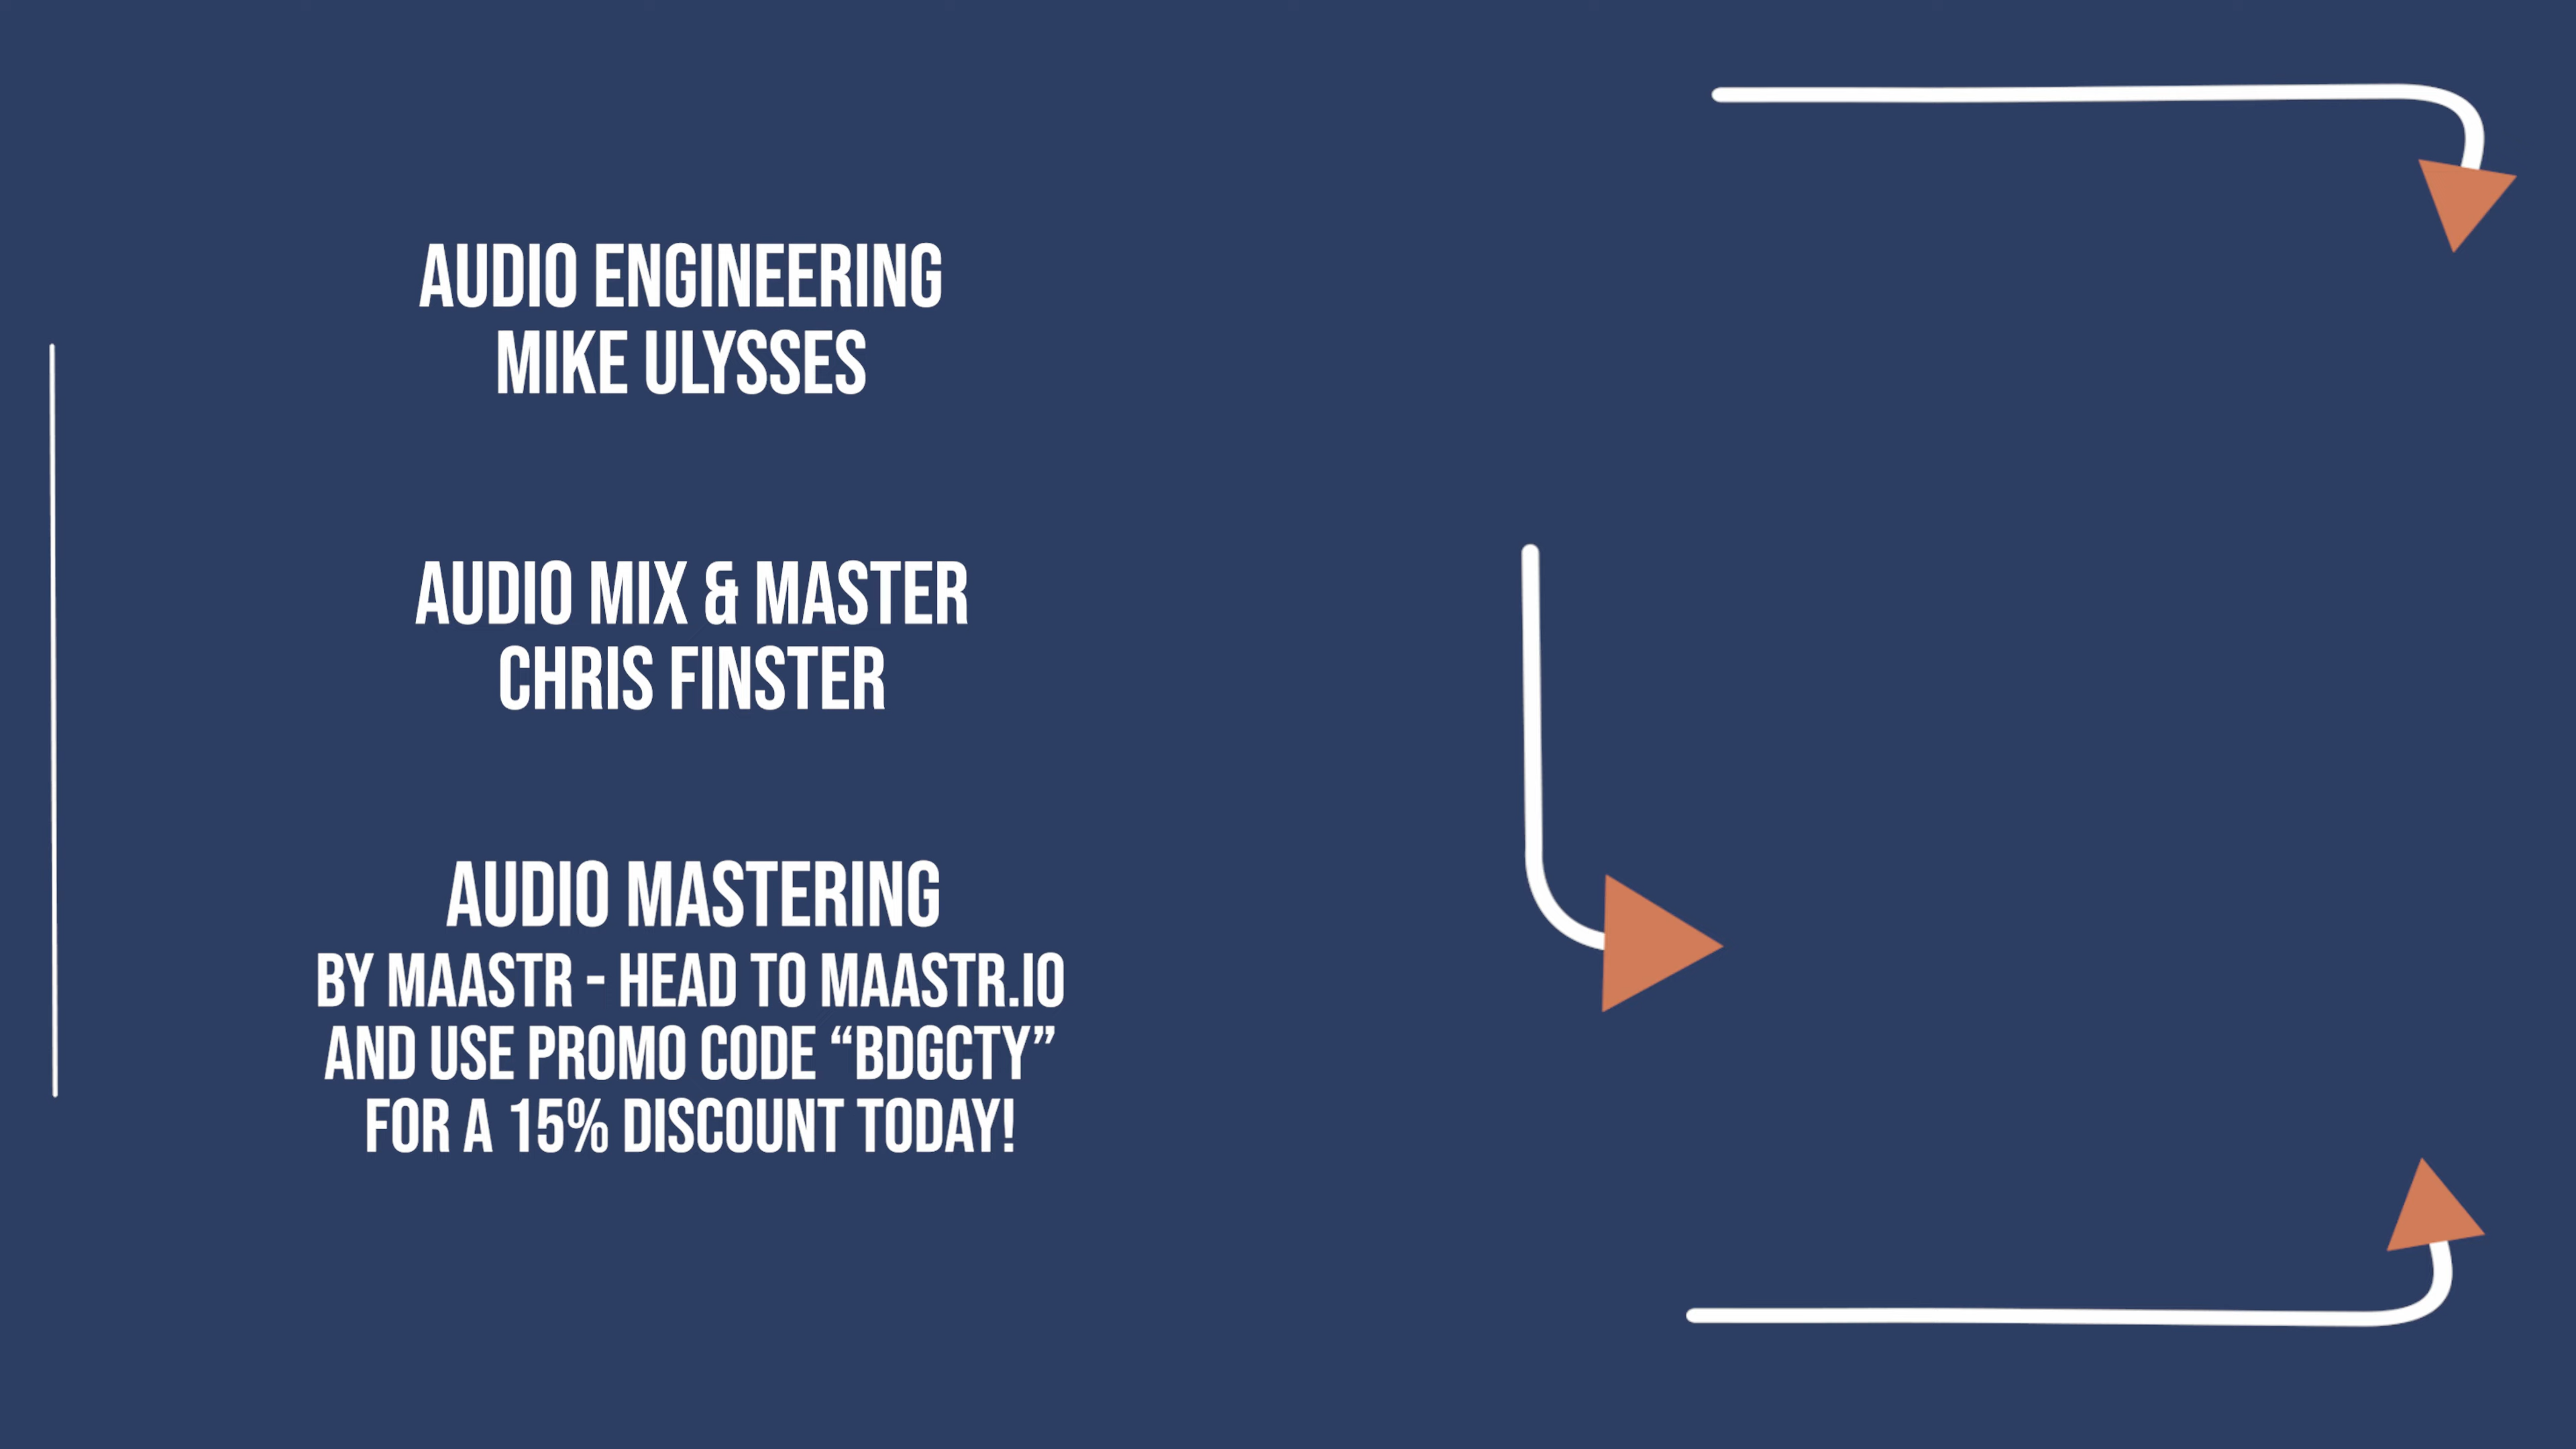 AUDIO ENGINEERING
MIKE ULYSSES
AUDIO MIX & MASTER
CHRIS FINSTER
AUDIO MASTERING
BY MAASTR - HEAD TO MAASTR.IO
AND USE PROMO CODE “BDGCTY”
FOR A 15% DISCOUNT TODAY!